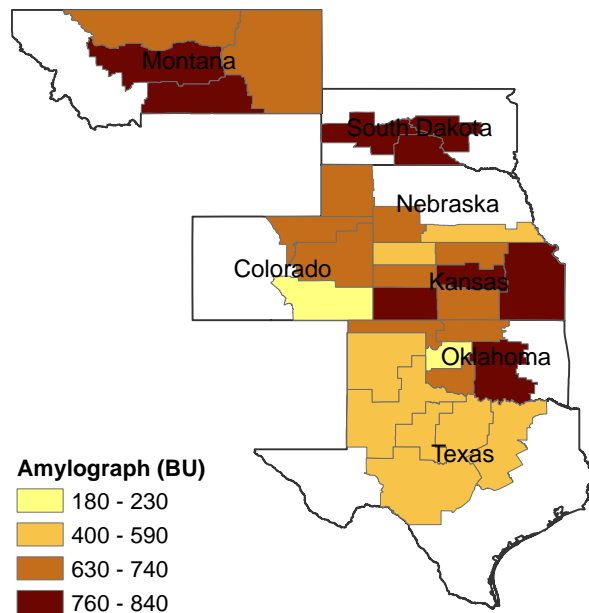 Montana
South Dakota
Nebraska
Colorado
Kansas
Oklahoma
Texas
Amylograph (BU)
180 - 230
400 - 590
630 - 740
760 - 840